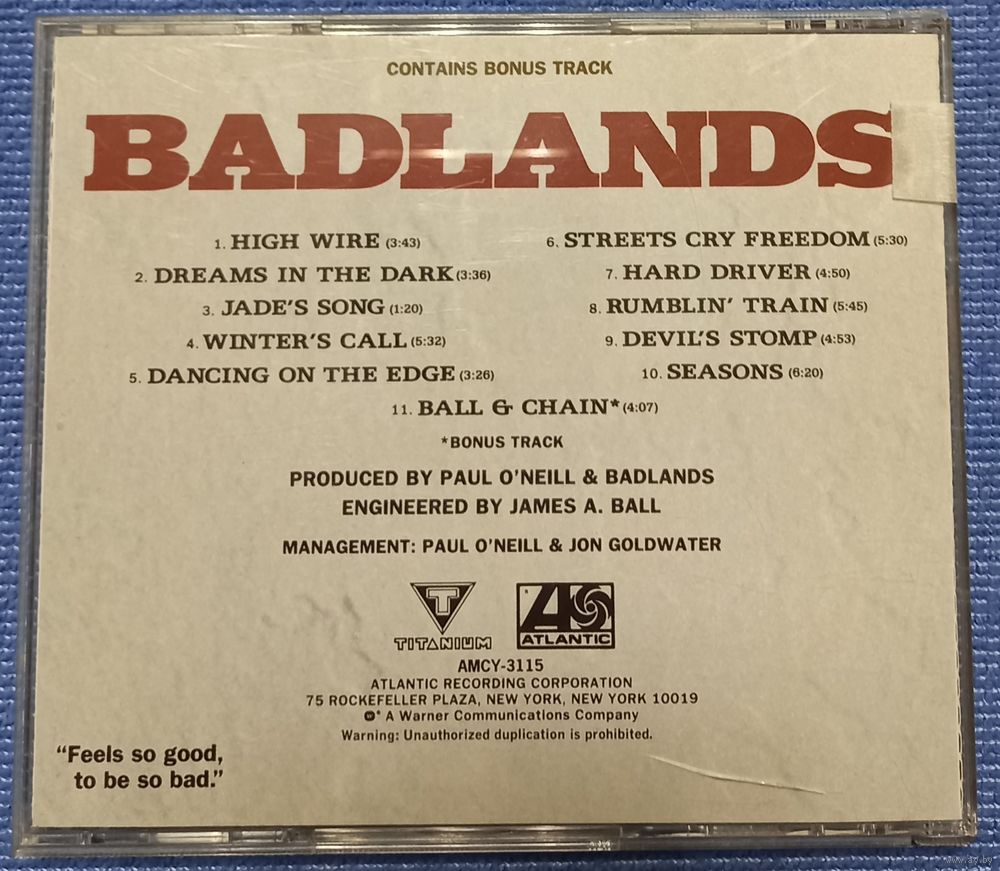 CONTAINS BONUS TRACK
BADLANDS
1. HIGH WIRE (3:43)
2. DREAMS IN THE DARK (3:36)
3. JADE'S SONG (1:20)
4. WINTER'S CALL (5:32)
5. DANCING ON THE EDGE (3:26)
6. STREETS CRY FREEDOM (5:30)
7. HARD DRIVER (4:50)
8. RUMBLIN' TRAIN (5:45)
9. DEVIL'S STOMP (4:53)
10. SEASONS (6:20)
11. BALL & CHAIN* (4:07)
*BONUS TRACK
PRODUCED BY PAUL O'NEILL & BADLANDS
ENGINEERED BY JAMES A. BALL
MANAGEMENT: PAUL O'NEILL & JON GOLDWATER
T
TITANIUM
ATLANTIC
AMCY-3115
ATLANTIC RECORDING CORPORATION
75 ROCKEFELLER PLAZA, NEW YORK, NEW YORK 10019
* A Warner Communications Company
Warning: Unauthorized duplication is prohibited.
"Feels so good,
to be so bad."
www.ay.by